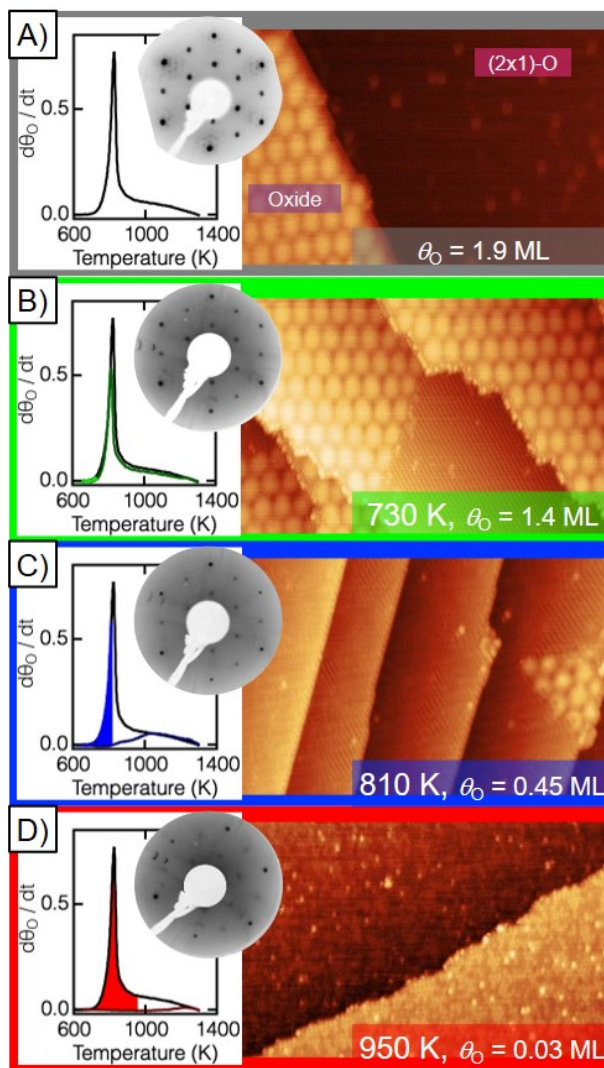 A)
dθO / dt
0.5
0.0
600 1000 1400
Temperature (K)
(2x1)-O
Oxide
θO = 1.9 ML
B)
dθO / dt
0.5
0.0
600 1000 1400
Temperature (K)
730 K, θO = 1.4 ML
C)
dθO / dt
0.5
0.0
600 1000 1400
Temperature (K)
810 K, θO = 0.45 ML
D)
dθO / dt
0.5
0.0
600 1000 1400
Temperature (K)
950 K, θO = 0.03 ML